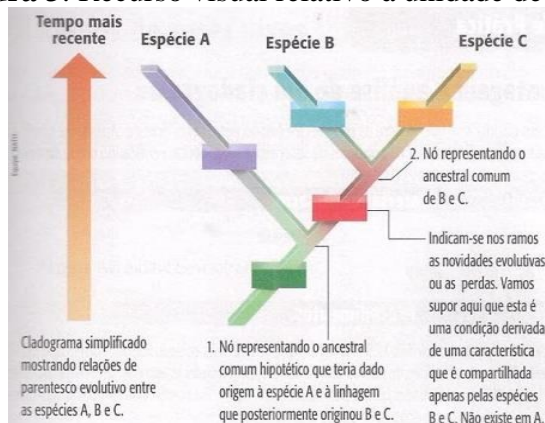 Tempo mais
recente
Espécie A
Espécie B
Espécie C
2. Nó representando o
ancestral comum
de B e C.
Indicam-se nos ramos
as novidades evolutivas
ou as perdas. Vamos
supor aqui que esta é
uma condição derivada
de uma característica
que é compartilhada
apenas pelas espécies
B e C. Não existe em A.
Cladograma simplificado
mostrando relações de
parentesco evolutivo entre
as espécies A, B e C.
1. Nó representando o ancestral
comum hipotético que teria dado
origem à espécie A e à linhagem
que posteriormente originou B e C.